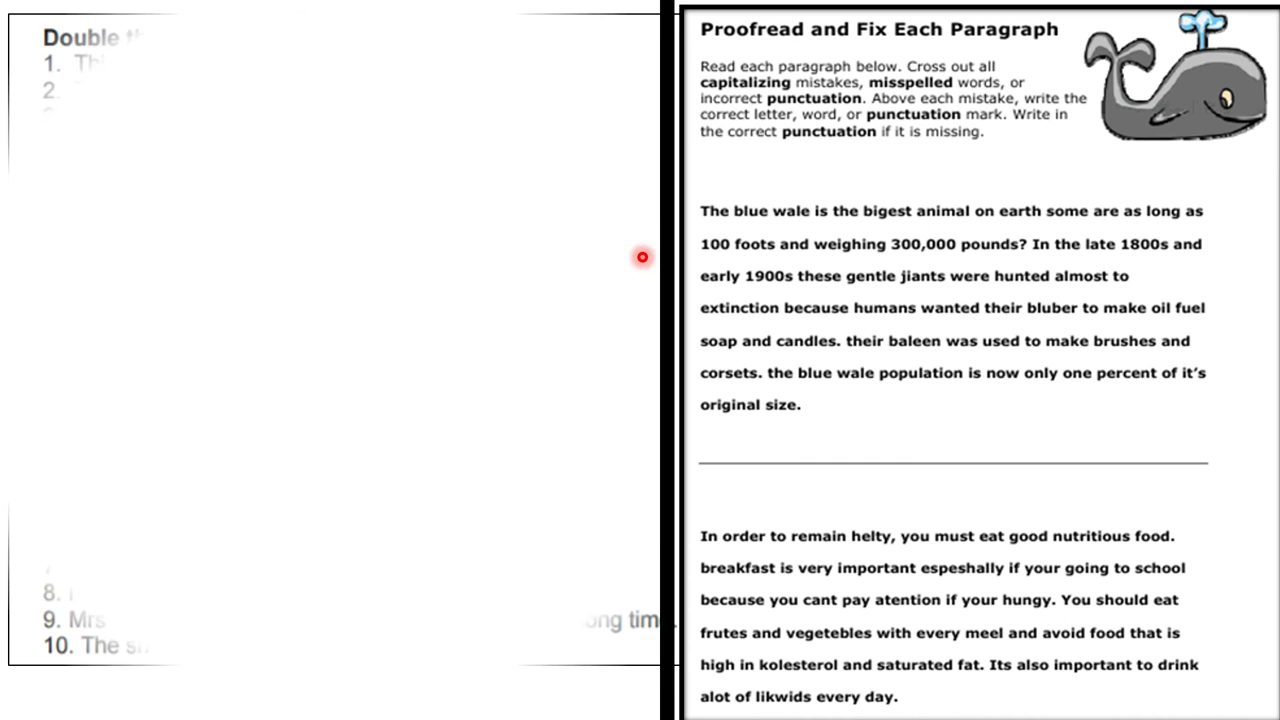 Double
1. Thi
2.
8.
9. Mrs ong time.
10. The s
Proofread and Fix Each Paragraph
Read each paragraph below. Cross out all
capitalizing mistakes, misspelled words, or
incorrect punctuation. Above each mistake, write the
correct letter, word, or punctuation mark. Write in
the correct punctuation if it is missing.
The blue wale is the bigest animal on earth some are as long as
100 foots and weighing 300,000 pounds? In the late 1800s and
early 1900s these gentle jiants were hunted almost to
extinction because humans wanted their bluber to make oil fuel
soap and candles. their baleen was used to make brushes and
corsets. the blue wale population is now only one percent of it’s
original size.
In order to remain helty, you must eat good nutritious food.
breakfast is very important espeshally if your going to school
because you cant pay atention if your hungy. You should eat
frutes and vegetebles with every meel and avoid food that is
high in kolesterol and saturated fat. Its also important to drink
alot of likwids every day.